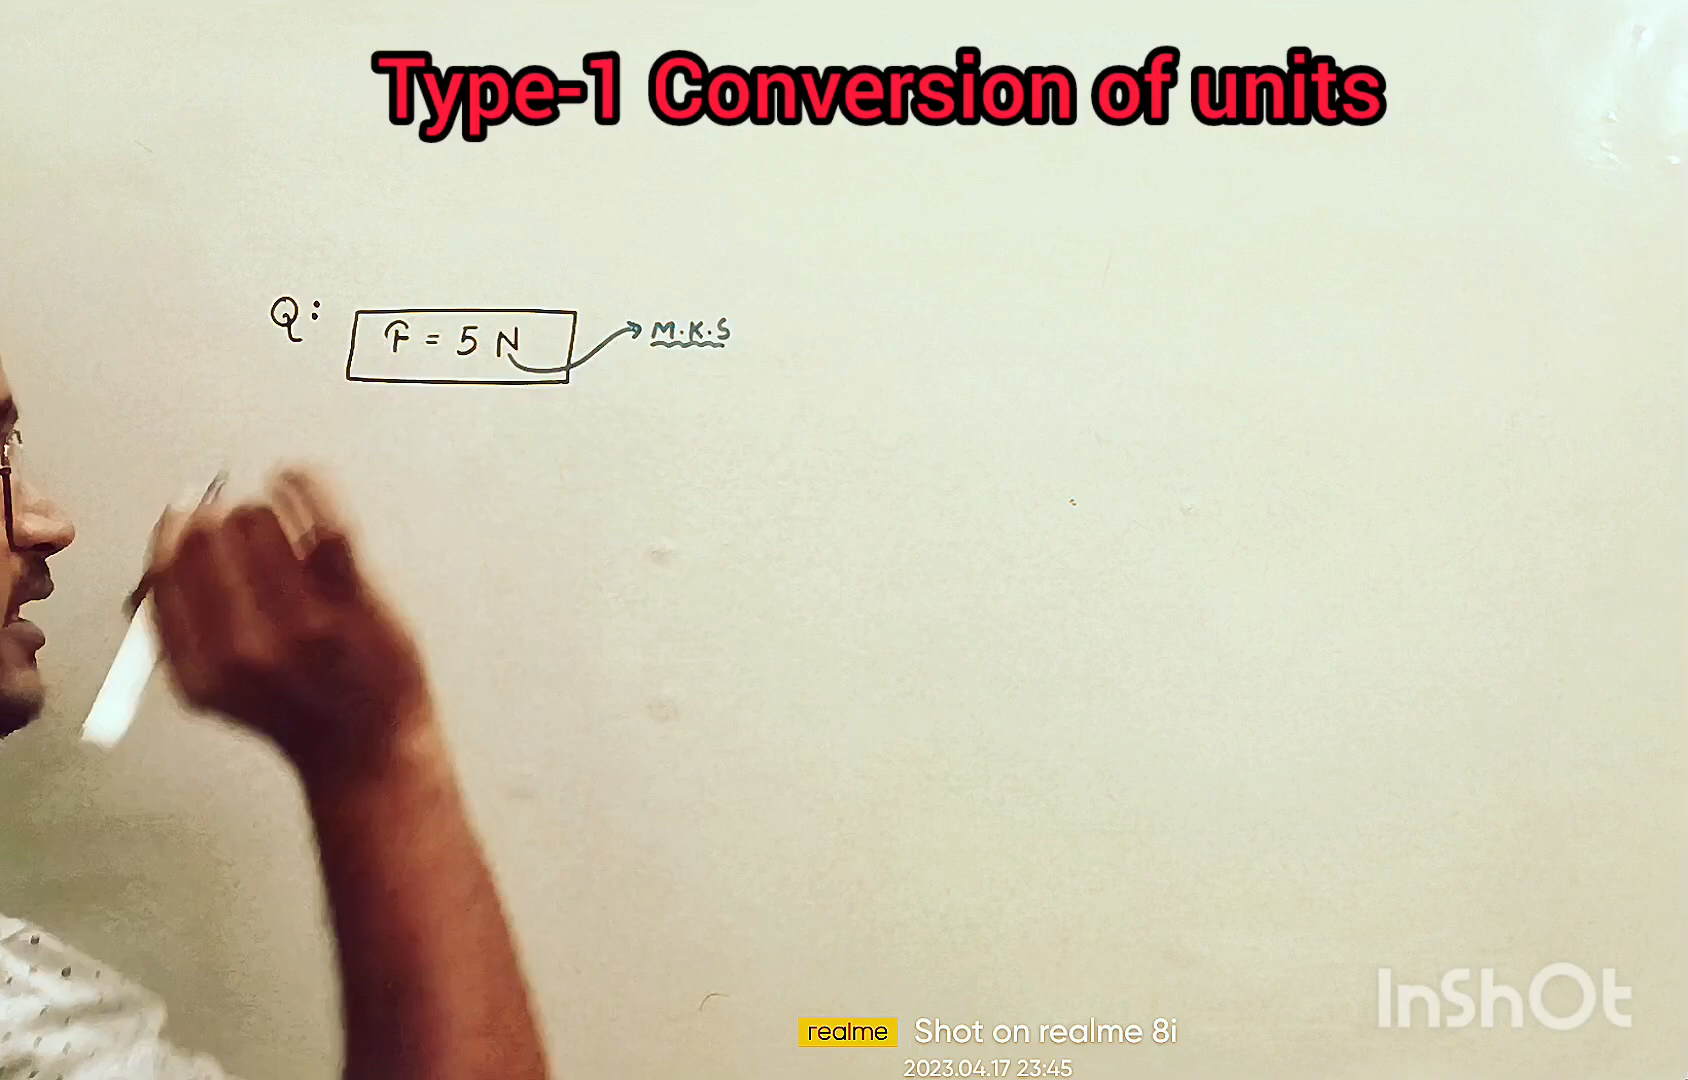 Type-1 Conversion of units
Q: F = 5 N → M.K.S
InShOt
realme Shot on realme 8i
2023.04.17 23:45